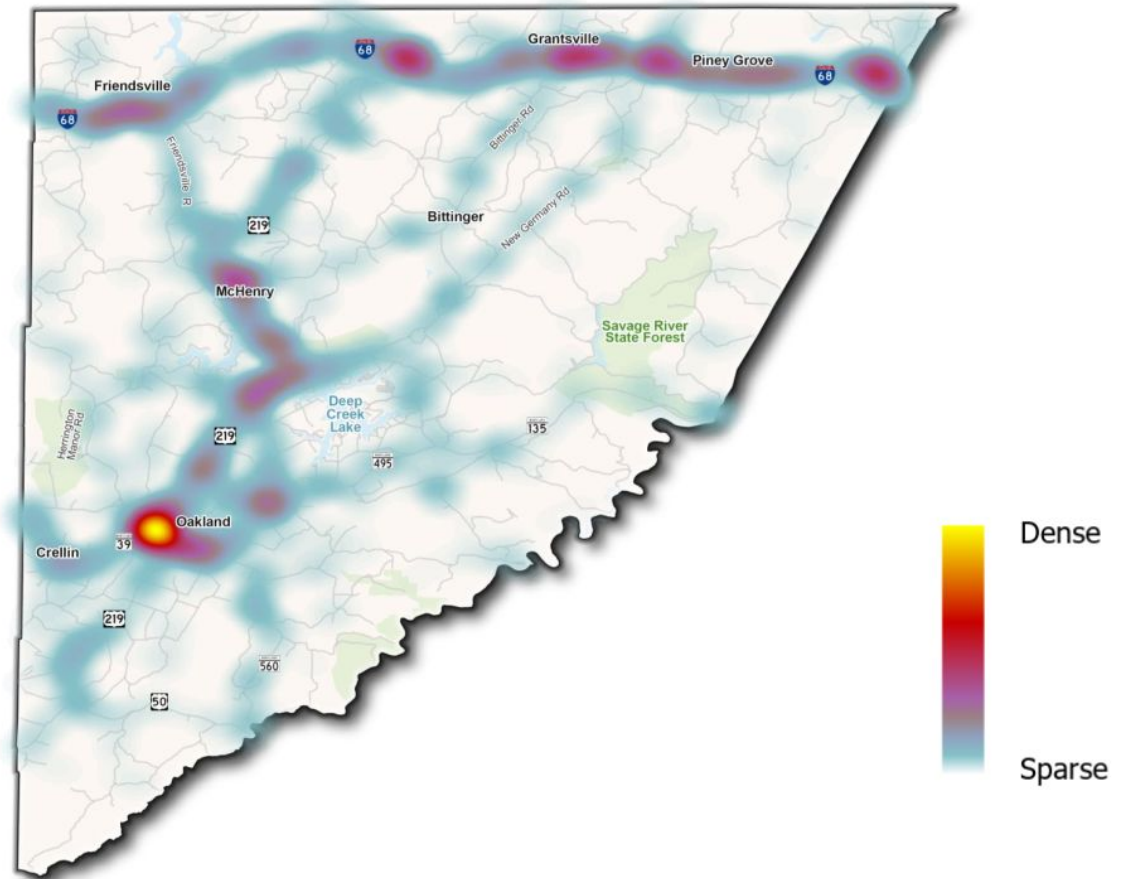 Grantsville
68
Piney Grove
68
Friendsville
68
Friendsville R
Bittinger Rd
219
Bittinger
New Germany Rd
McHenry
Savage River
State Forest
Deep
Creek
Lake
Herrington
Manor Rd
219
135
495
Oakland
39
Crellin
219
560
50
Dense
Sparse